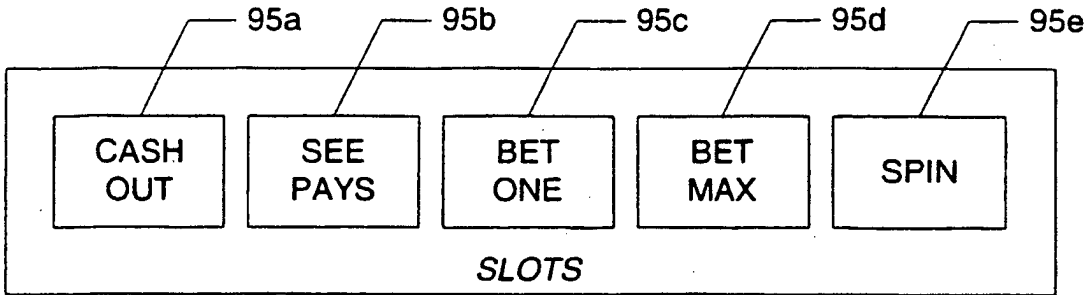 95a 95b 95c 95d 95e
CASH OUT
SEE PAYS
BET ONE
BET MAX
SPIN
SLOTS